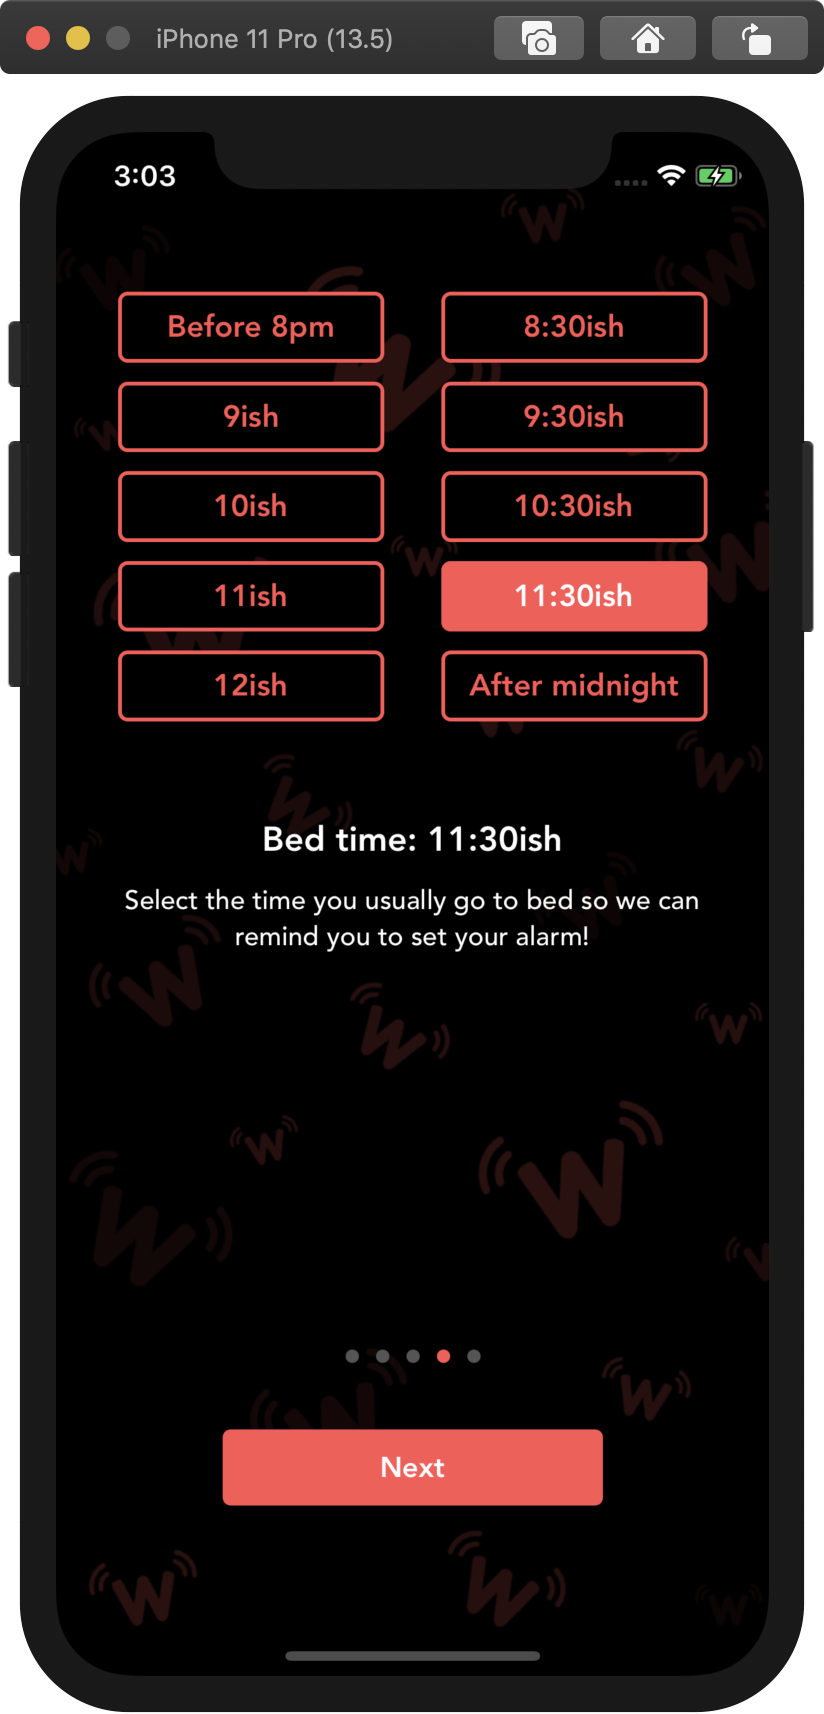 iPhone 11 Pro (13.5)
3:03
Before 8pm
8:30ish
9ish
9:30ish
10ish
10:30ish
11ish
11:30ish
12ish
After midnight
Bed time: 11:30ish
Select the time you usually go to bed so we can
remind you to set your alarm!
Next